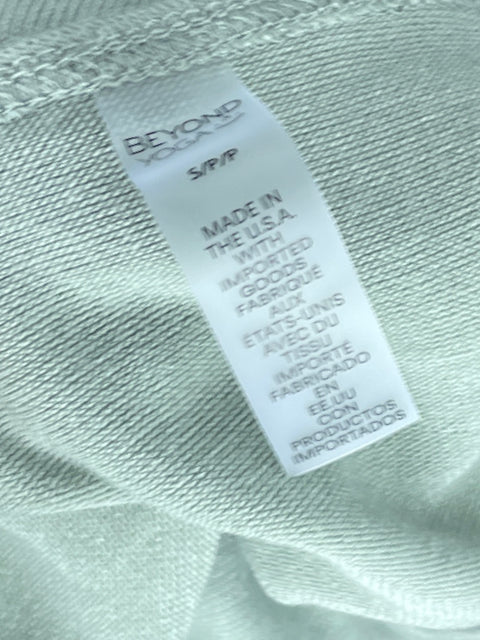 BEYOND
YOGA
S/P/P
MADE IN
THE U.S.A.
WITH
IMPORTED
GOODS
FABRIQUÉ
AUX
ÉTATS-UNIS
AVEC DU
TISSU
IMPORTÉ
FABRICADO
EN
EE.UU
CON
PRODUCTOS
IMPORTADOS